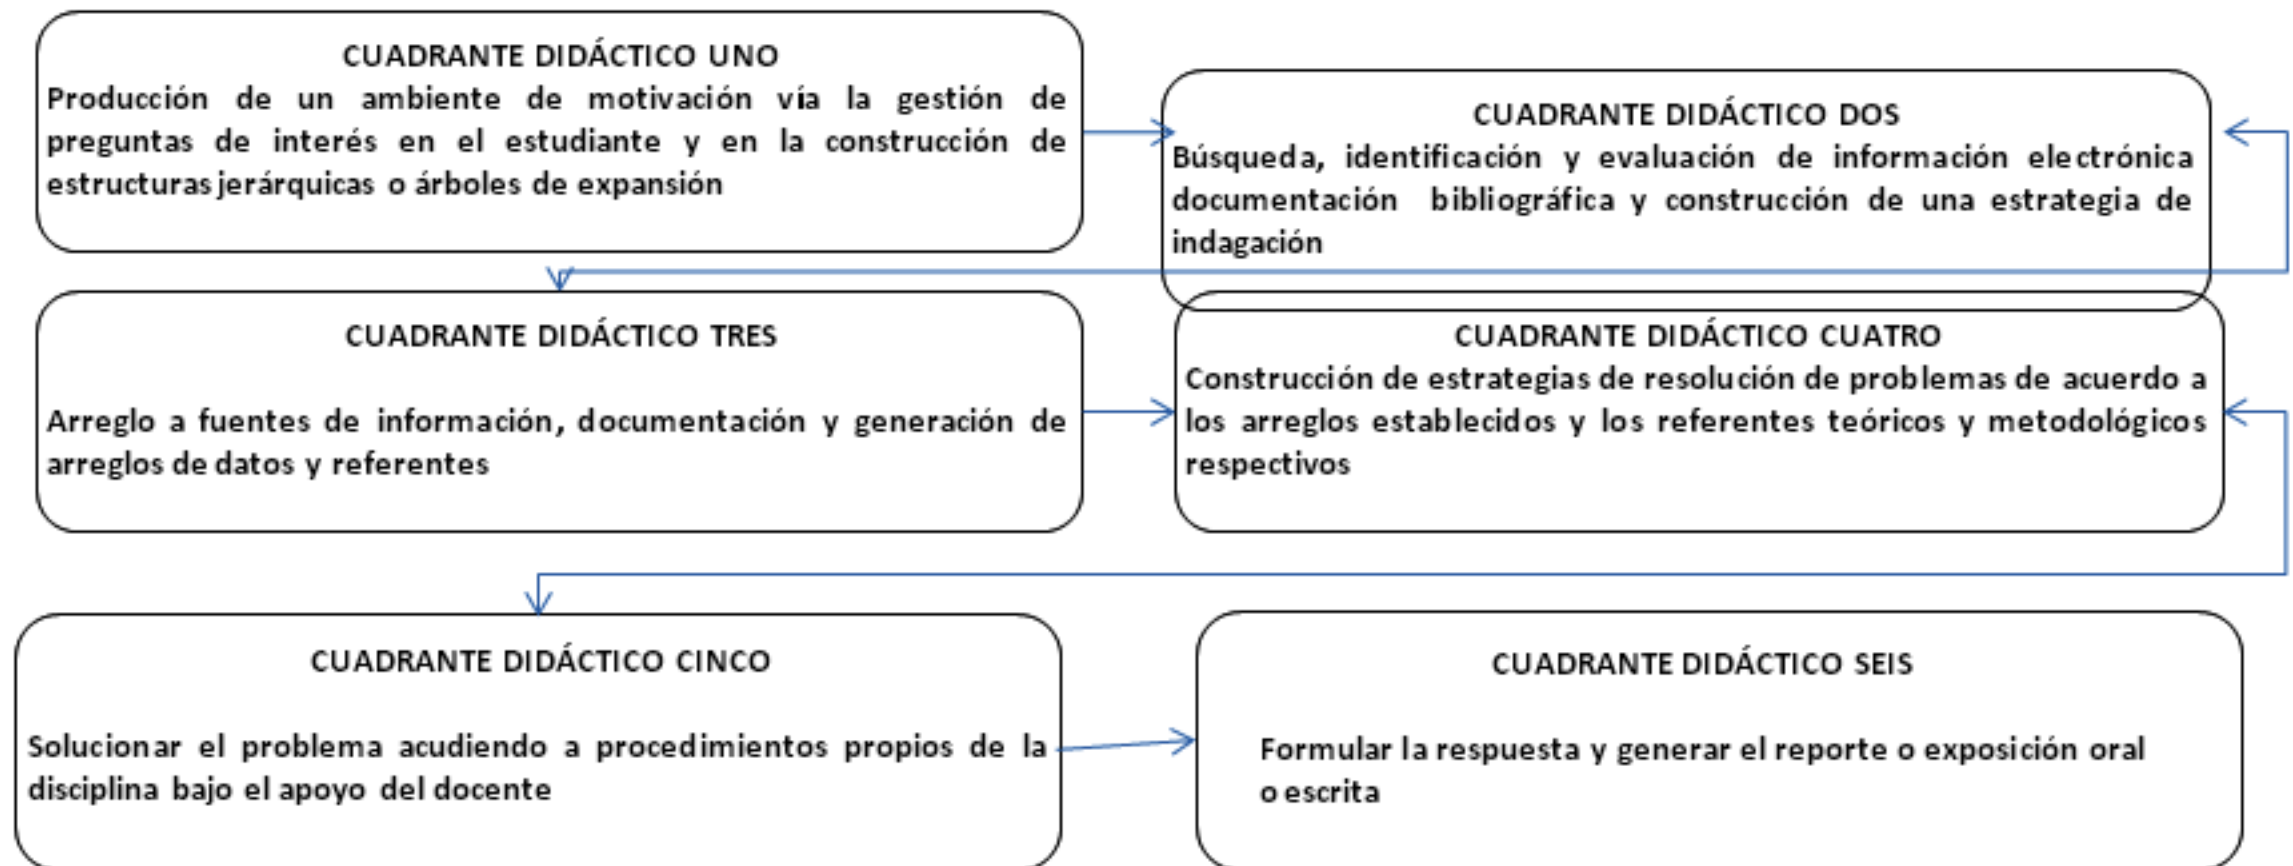 CUADRANTE DIDÁCTICO UNO
Producción de un ambiente de motivación vía la gestión de
preguntas de interés en el estudiante y en la construcción de
estructuras jerárquicas o árboles de expansión
CUADRANTE DIDÁCTICO DOS
Búsqueda, identificación y evaluación de información electrónica
documentación bibliográfica y construcción de una estrategia de
indagación
CUADRANTE DIDÁCTICO TRES
Arreglo a fuentes de información, documentación y generación de
arreglos de datos y referentes
CUADRANTE DIDÁCTICO CUATRO
Construcción de estrategias de resolución de problemas de acuerdo a
los arreglos establecidos y los referentes teóricos y metodológicos
respectivos
CUADRANTE DIDÁCTICO CINCO
Solucionar el problema acudiendo a procedimientos propios de la
disciplina bajo el apoyo del docente
CUADRANTE DIDÁCTICO SEIS
Formular la respuesta y generar el reporte o exposición oral
o escrita